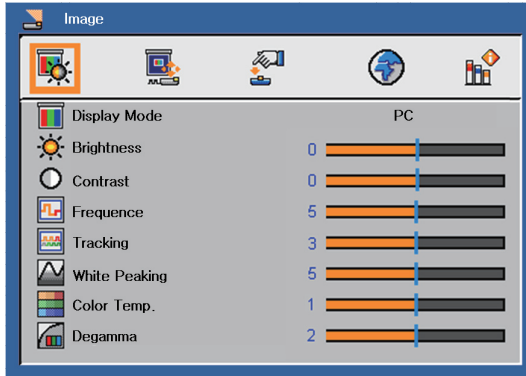 Image
Display Mode PC
Brightness 0
Contrast 0
Frequence 5
Tracking 3
White Peaking 5
Color Temp. 1
Degamma 2